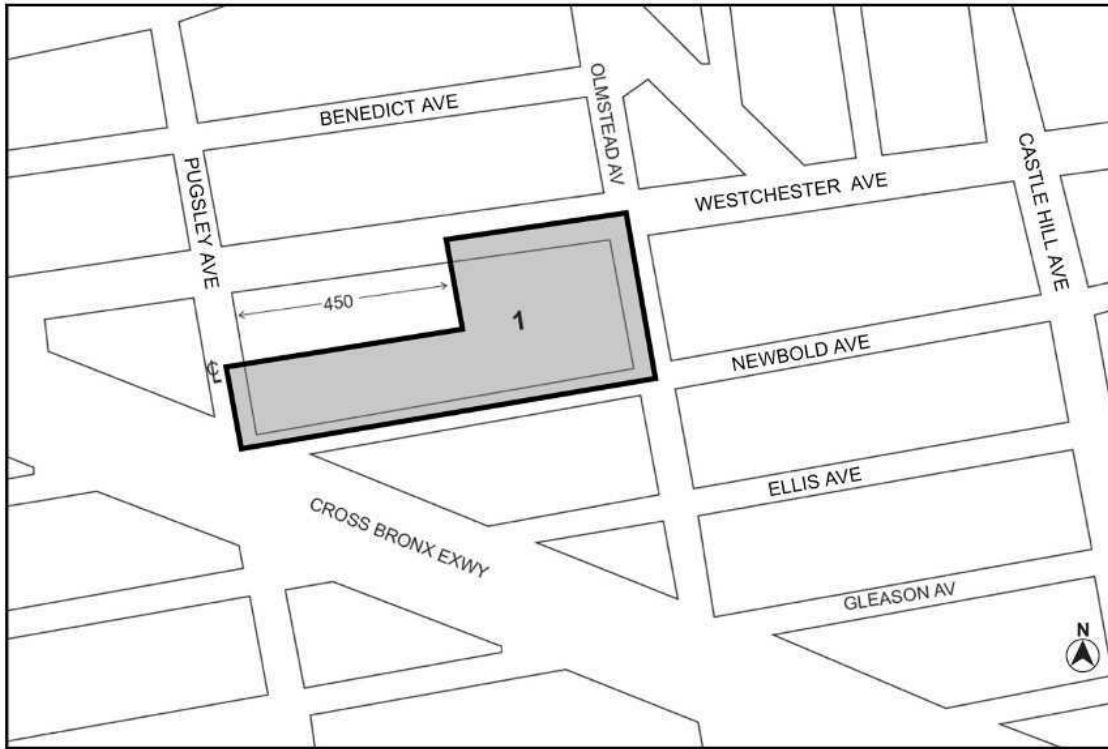 BENEDICT AVE
OLMSTEAD AV
PUGSLEY AVE
WESTCHESTER AVE
CASTLE HILL AVE
450
1
NEWBOLD AVE
ELLIS AVE
CROSS BRONX EXWY
GLEASON AV
N